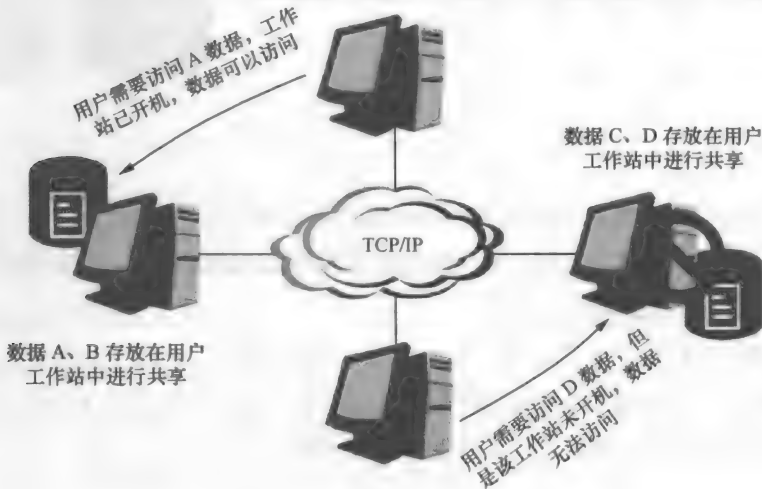 用户需要访问 A 数据，工作
站已开机，数据可以访问
数据 C、D 存放在用户
工作站中进行共享
TCP/IP
数据 A、B 存放在用户
工作站中进行共享
用户需要访问 D 数据，但
是该工作站未开机，数据
无法访问